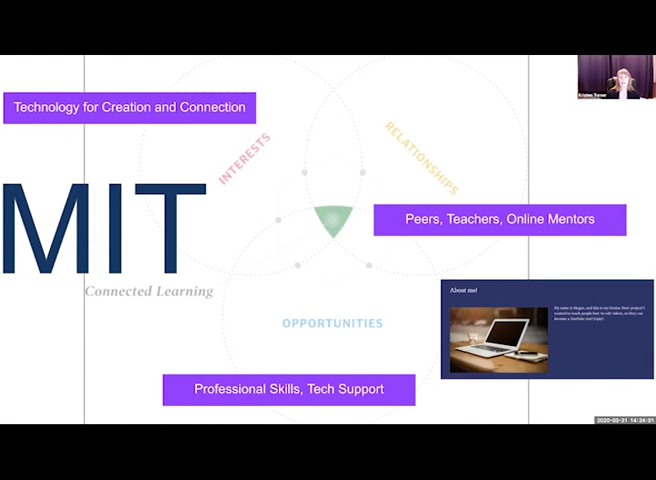 Kristen Turner
Technology for Creation and Connection
INTERESTS
RELATIONSHIPS
MIT
Peers, Teachers, Online Mentors
Connected Learning
About me!
OPPORTUNITIES
Professional Skills, Tech Support
2020-03-31 14:24:01